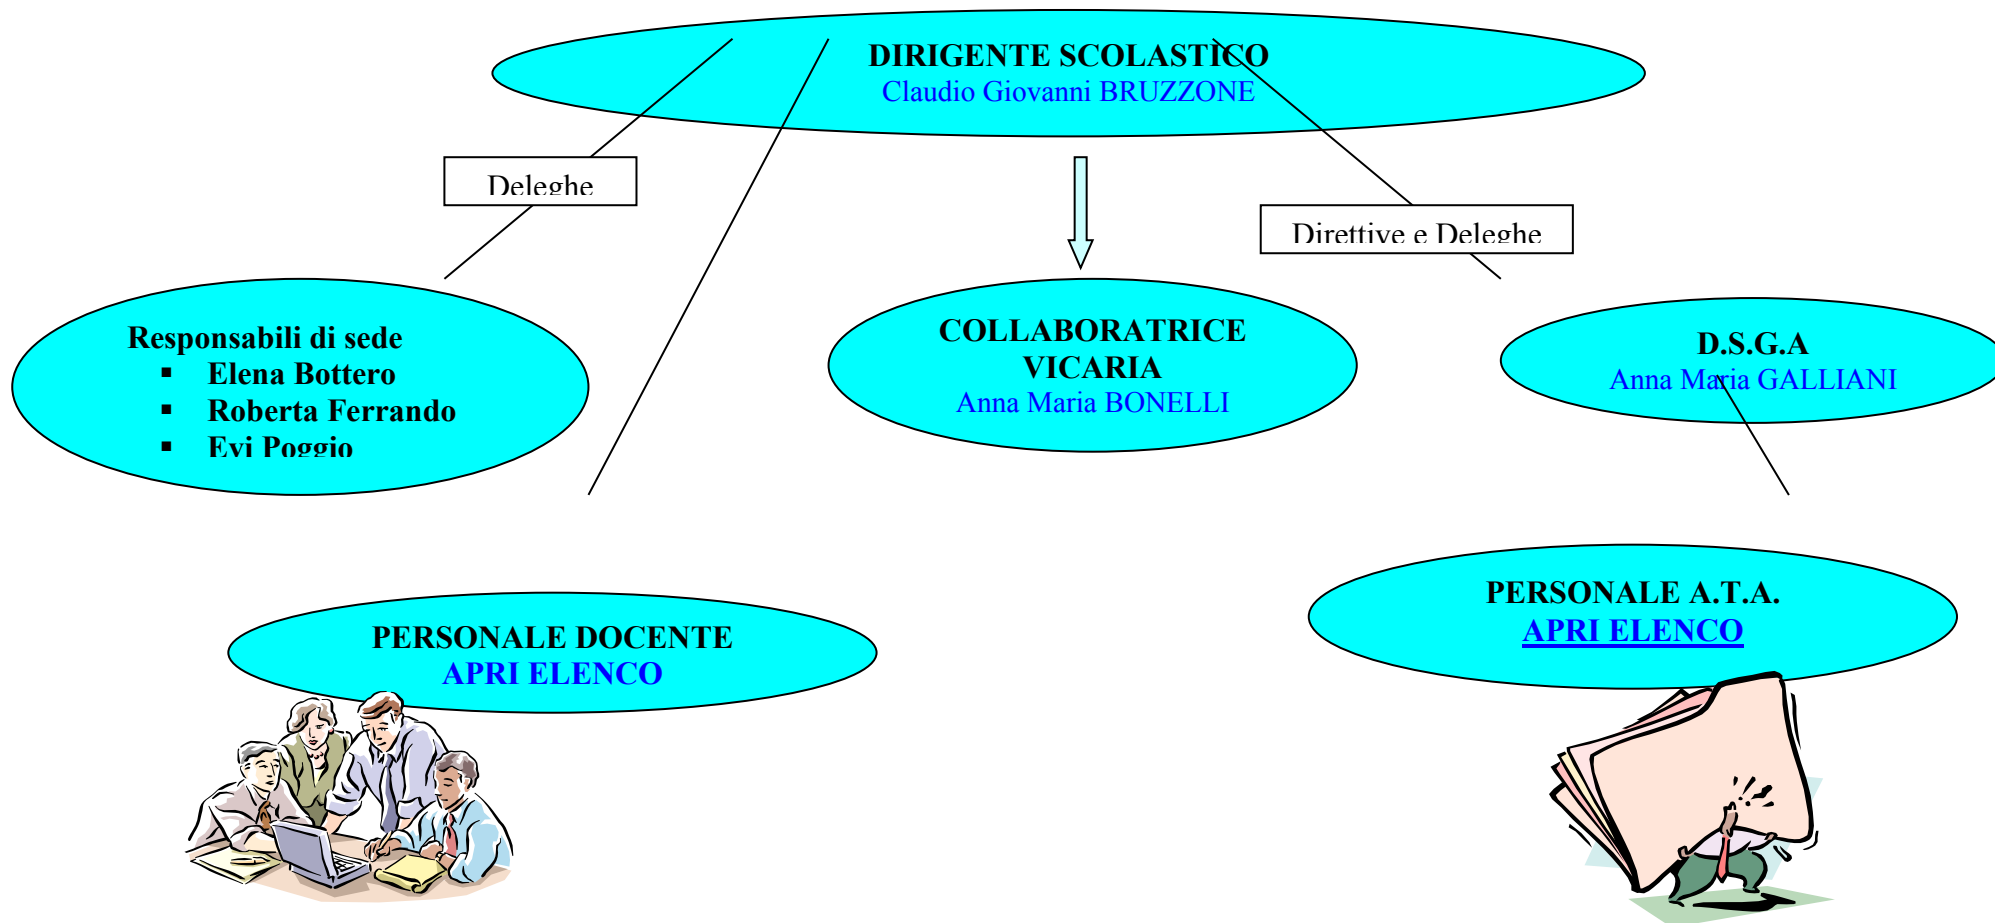 DIRIGENTE SCOLASTICO
Claudio Giovanni BRUZZONE
Deleghe
Direttive e Deleghe
Responsabili di sede
▪ Elena Bottero
▪ Roberta Ferrando
▪ Evi Poggio
COLLABORATRICE
VICARIA
Anna Maria BONELLI
D.S.G.A
Anna Maria GALLIANI
PERSONALE DOCENTE
APRI ELENCO
PERSONALE A.T.A.
APRI ELENCO